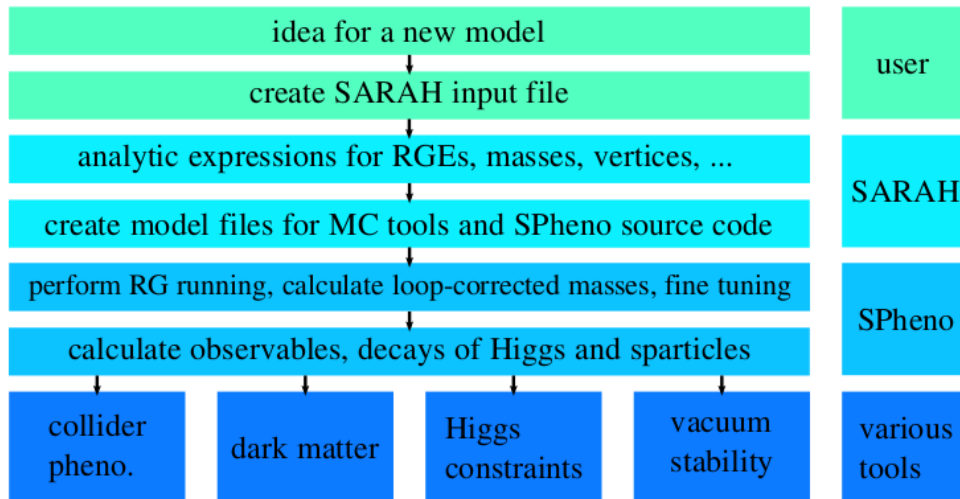 idea for a new model
user
create SARAH input file
analytic expressions for RGEs, masses, vertices, ...
SARAH
create model files for MC tools and SPheno source code
perform RG running, calculate loop-corrected masses, fine tuning
SPheno
calculate observables, decays of Higgs and sparticles
collider
pheno.
dark matter
Higgs
constraints
vacuum
stability
various
tools